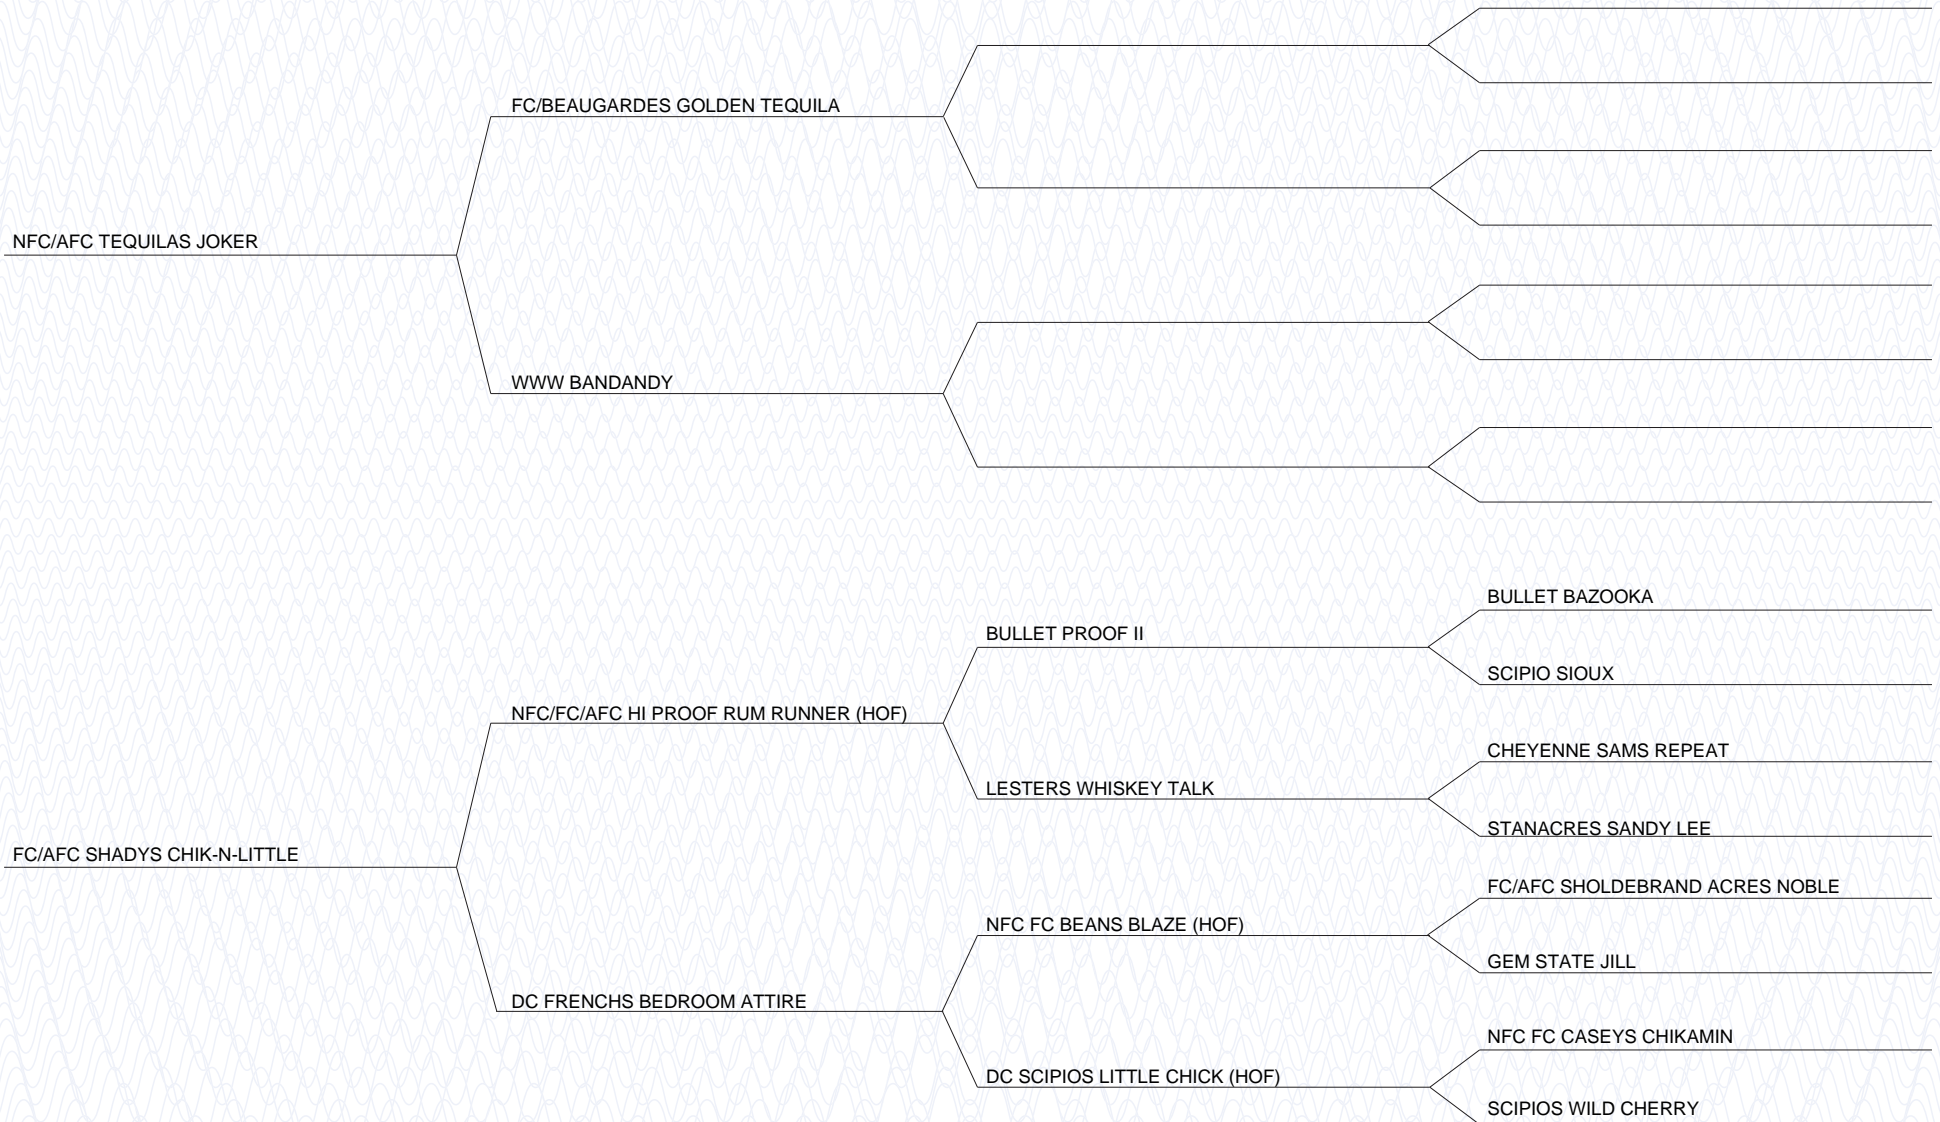 FC/BEAUGARDES GOLDEN TEQUILA
NFC/AFC TEQUILAS JOKER
WWW BANDANDY
BULLET BAZOOKA
BULLET PROOF II
SCIPIO SIOUX
NFC/FC/AFC HI PROOF RUM RUNNER (HOF)
CHEYENNE SAMS REPEAT
LESTERS WHISKEY TALK
STANACRES SANDY LEE
FC/AFC SHADYS CHIK-N-LITTLE
FC/AFC SHOLDEBRAND ACRES NOBLE
NFC FC BEANS BLAZE (HOF)
GEM STATE JILL
DC FRENCHS BEDROOM ATTIRE
NFC FC CASEYS CHIKAMIN
DC SCIPIOS LITTLE CHICK (HOF)
SCIPIOS WILD CHERRY